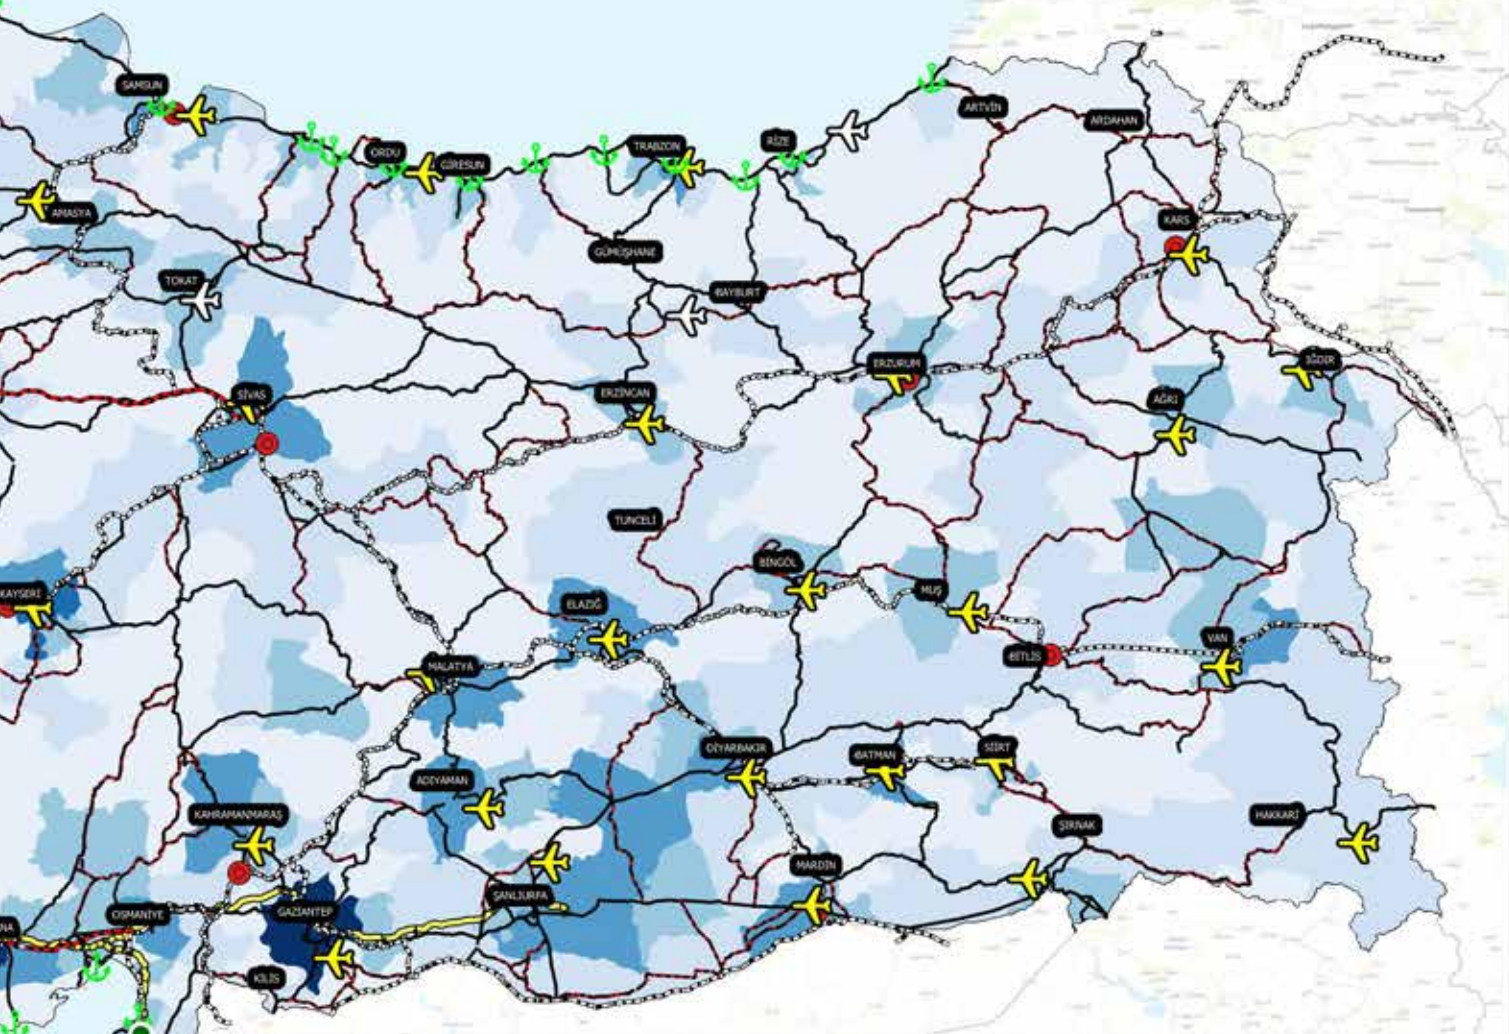 SAMSUN
ORDU
GİRESUN
TRABZON
RİZE
ARTVİN
ARDAHAN
AMASYA
KARS
GÜMÜŞHANE
TOKAT
BAYBURT
ERZURUM
IĞDIR
SİVAS
ERZİNCAN
AĞRI
TUNCELİ
BİNGÖL
KAYSERİ
ELAZIĞ
MUŞ
VAN
BİTLİS
MALATYA
DİYARBAKIR
BATMAN
SİİRT
ADIYAMAN
KAHRAMANMARAŞ
HAKKARİ
ŞIRNAK
MARDİN
ŞANLIURFA
OSMANİYE
GAZİANTEP
NA
KİLİS